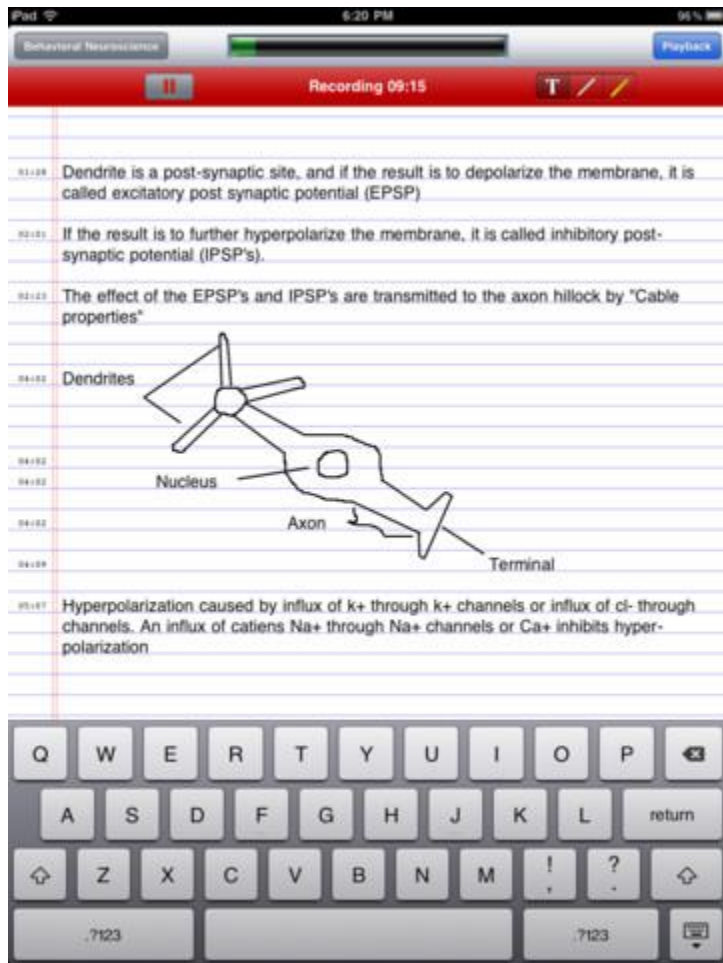 iPad 6:20 PM 96%
Behavioral Neuroscience Playback
Recording 09:15 T
01:28 Dendrite is a post-synaptic site, and if the result is to depolarize the membrane, it is
called excitatory post synaptic potential (EPSP)
If the result is to further hyperpolarize the membrane, it is called inhibitory post-
synaptic potential (IPSP's).
The effect of the EPSP's and IPSP's are transmitted to the axon hillock by "Cable
properties"
Dendrites
Nucleus
Axon
Terminal
Hyperpolarization caused by influx of k+ through k+ channels or influx of cl- through
channels. An influx of catiens Na+ through Na+ channels or Ca+ inhibits hyper-
polarization
Q W E R T Y U I O P
A S D F G H J K L return
Z X C V B N M ! , ? .
.?123 .?123